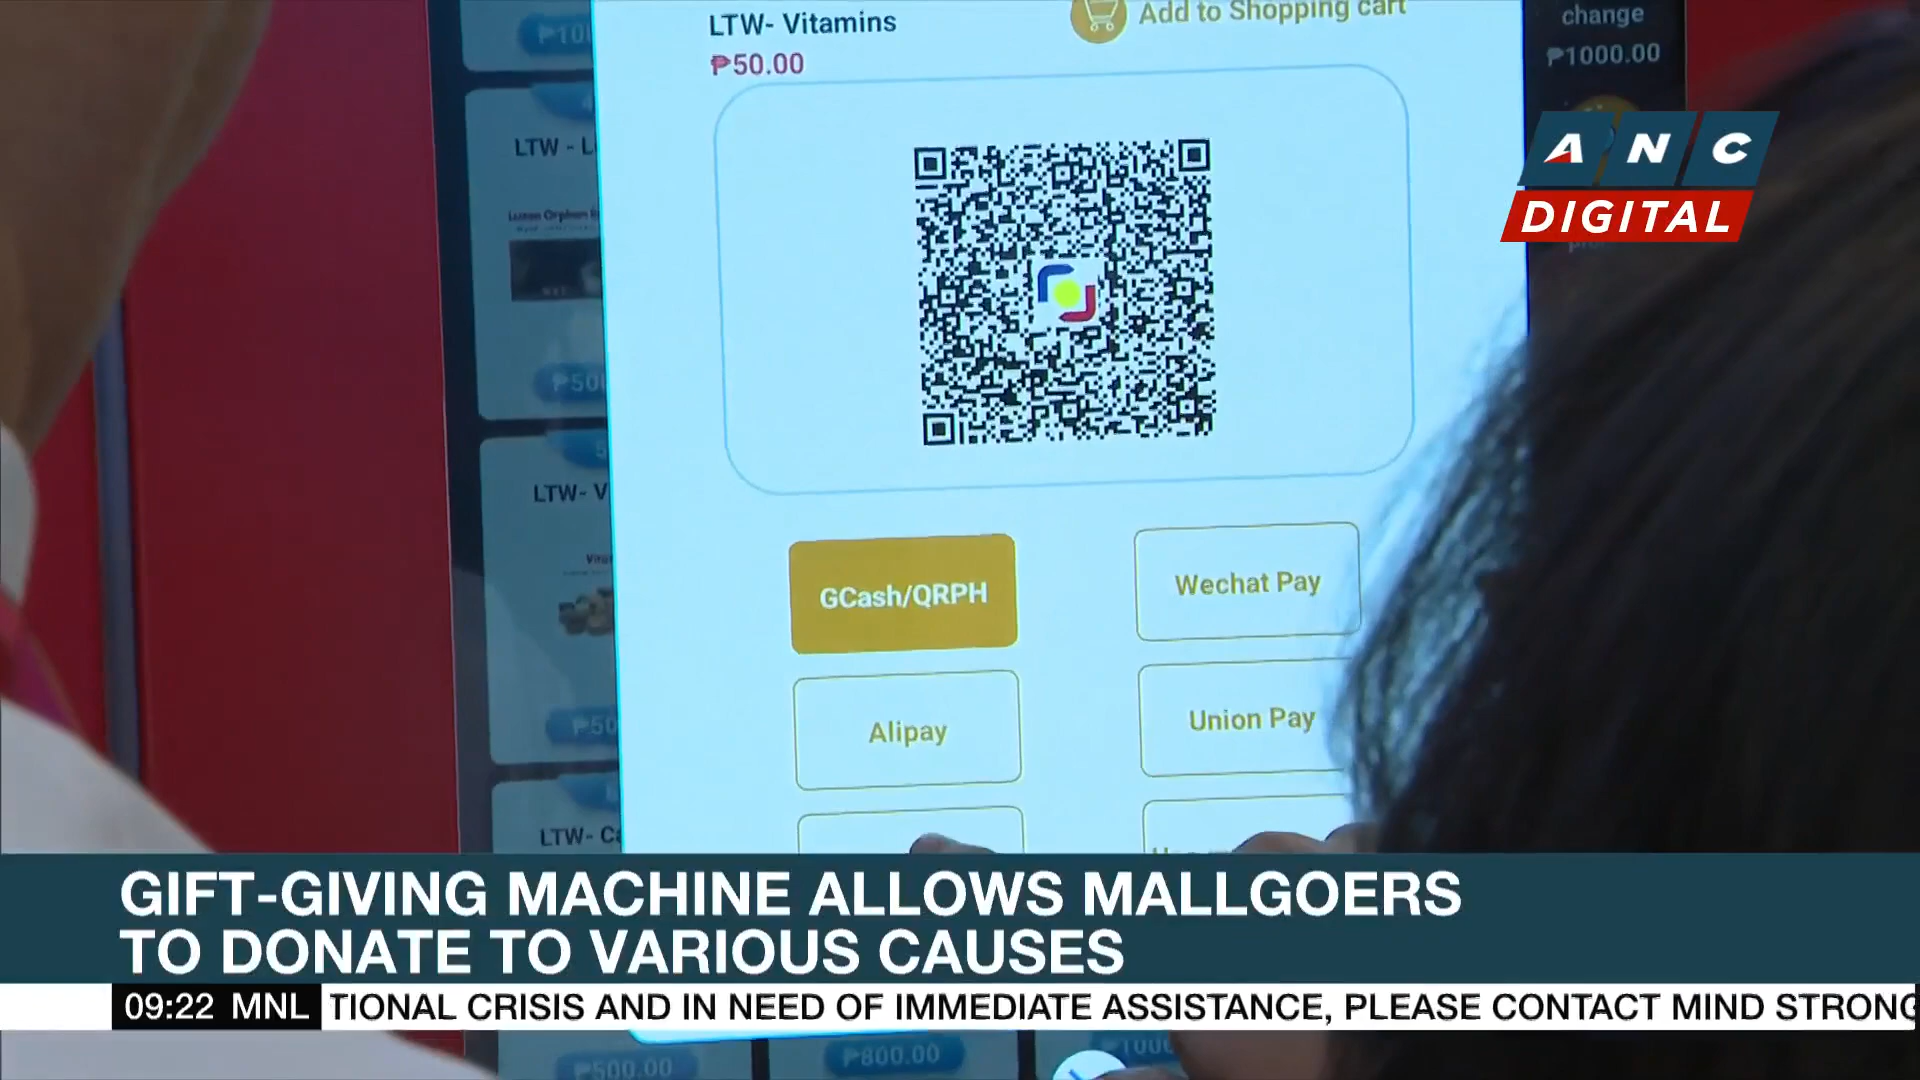 LTW- Vitamins
₱50.00
Add to Shopping cart
change
₱1000.00
ANC
DIGITAL
LTW -
LTW-
LTW-
GCash/QRPH
Wechat Pay
Alipay
Union Pay
GIFT-GIVING MACHINE ALLOWS MALLGOERS
TO DONATE TO VARIOUS CAUSES
09:22 MNL
TIONAL CRISIS AND IN NEED OF IMMEDIATE ASSISTANCE, PLEASE CONTACT MIND STRONG
₱500.00
₱800.00